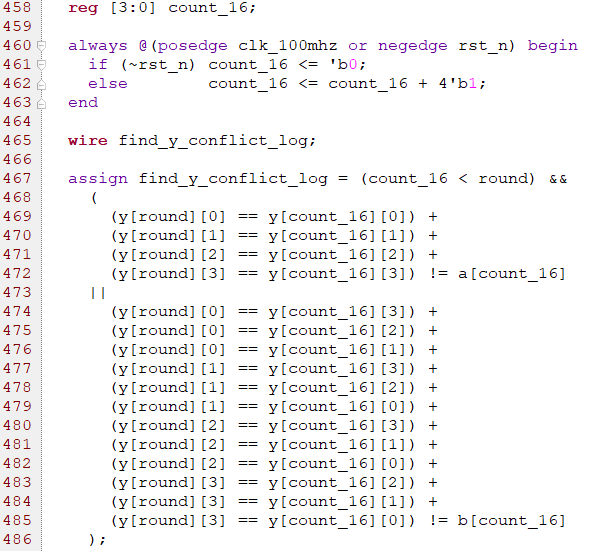 458 reg [3:0] count_16;
459
460 always @(posedge clk_100mhz or negedge rst_n) begin
461 if (~rst_n) count_16 <= 'b0;
462 else count_16 <= count_16 + 4'b1;
463 end
464
465 wire find_y_conflict_log;
466
467 assign find_y_conflict_log = (count_16 < round) &&
468 (
469 (y[round][0] == y[count_16][0]) +
470 (y[round][1] == y[count_16][1]) +
471 (y[round][2] == y[count_16][2]) +
472 (y[round][3] == y[count_16][3]) != a[count_16]
473 ||
474 (y[round][0] == y[count_16][3]) +
475 (y[round][0] == y[count_16][2]) +
476 (y[round][0] == y[count_16][1]) +
477 (y[round][1] == y[count_16][3]) +
478 (y[round][1] == y[count_16][2]) +
479 (y[round][1] == y[count_16][0]) +
480 (y[round][2] == y[count_16][3]) +
481 (y[round][2] == y[count_16][1]) +
482 (y[round][2] == y[count_16][0]) +
483 (y[round][3] == y[count_16][2]) +
484 (y[round][3] == y[count_16][1]) +
485 (y[round][3] == y[count_16][0]) != b[count_16]
486 );